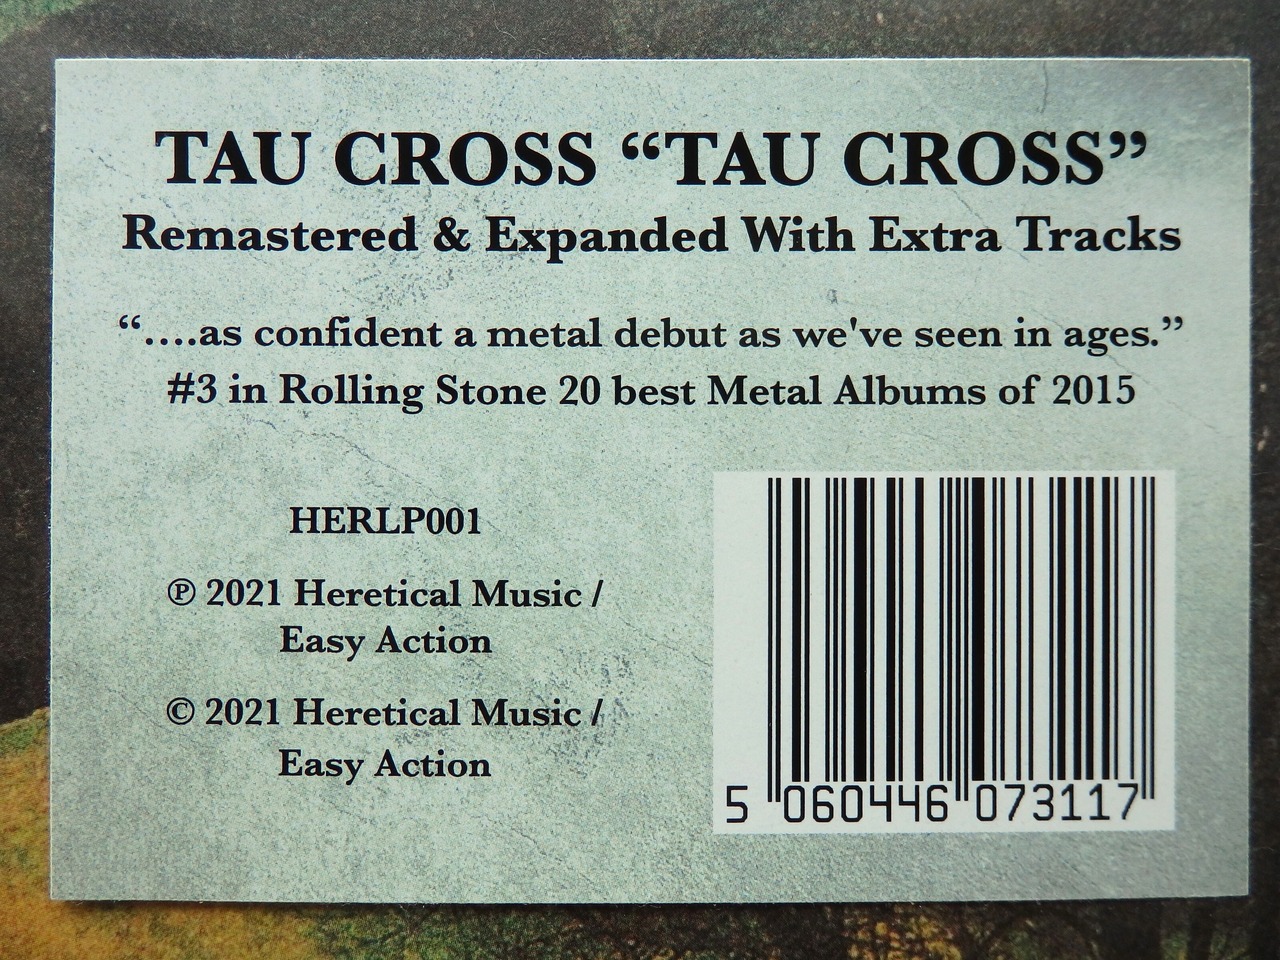 TAU CROSS “TAU CROSS”
Remastered & Expanded With Extra Tracks
“....as confident a metal debut as we've seen in ages.”
#3 in Rolling Stone 20 best Metal Albums of 2015
HERLP001
℗ 2021 Heretical Music /
Easy Action
© 2021 Heretical Music /
Easy Action
5 060446 073117